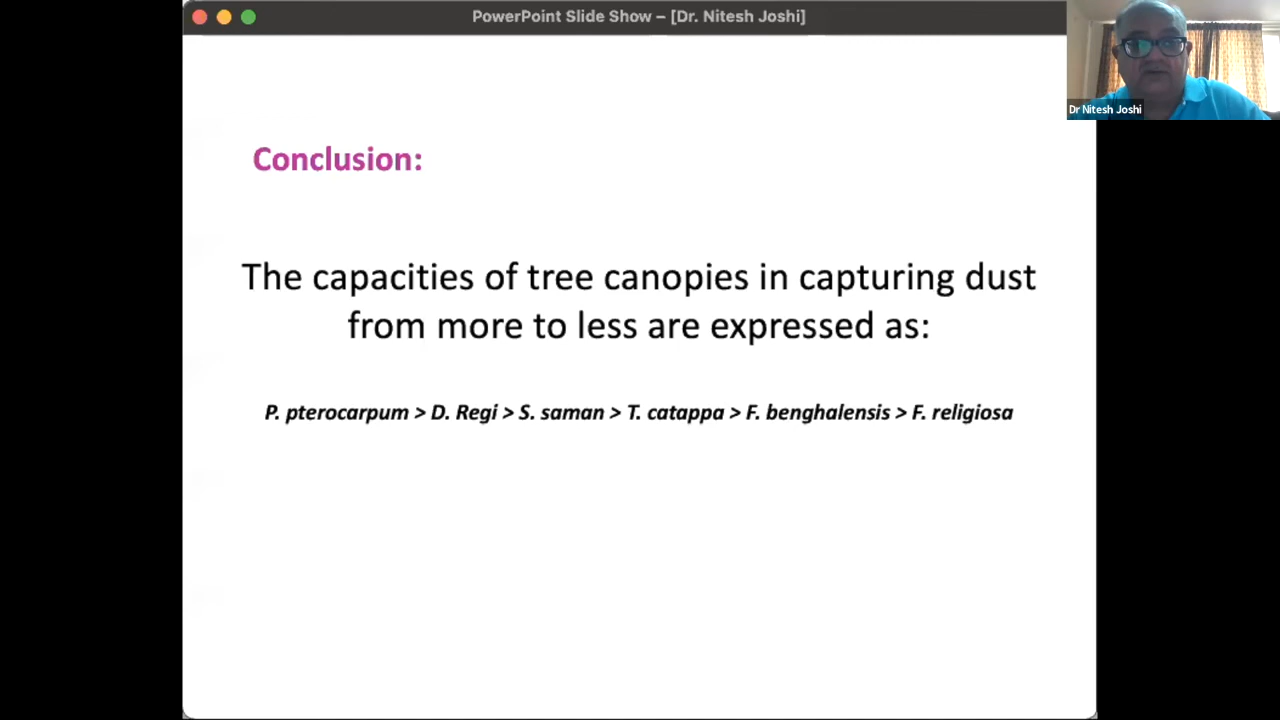 PowerPoint Slide Show – [Dr. Nitesh Joshi]
Dr Nitesh Joshi
Conclusion:
The capacities of tree canopies in capturing dust
from more to less are expressed as:
P. pterocarpum > D. Regi > S. saman > T. catappa > F. benghalensis > F. religiosa